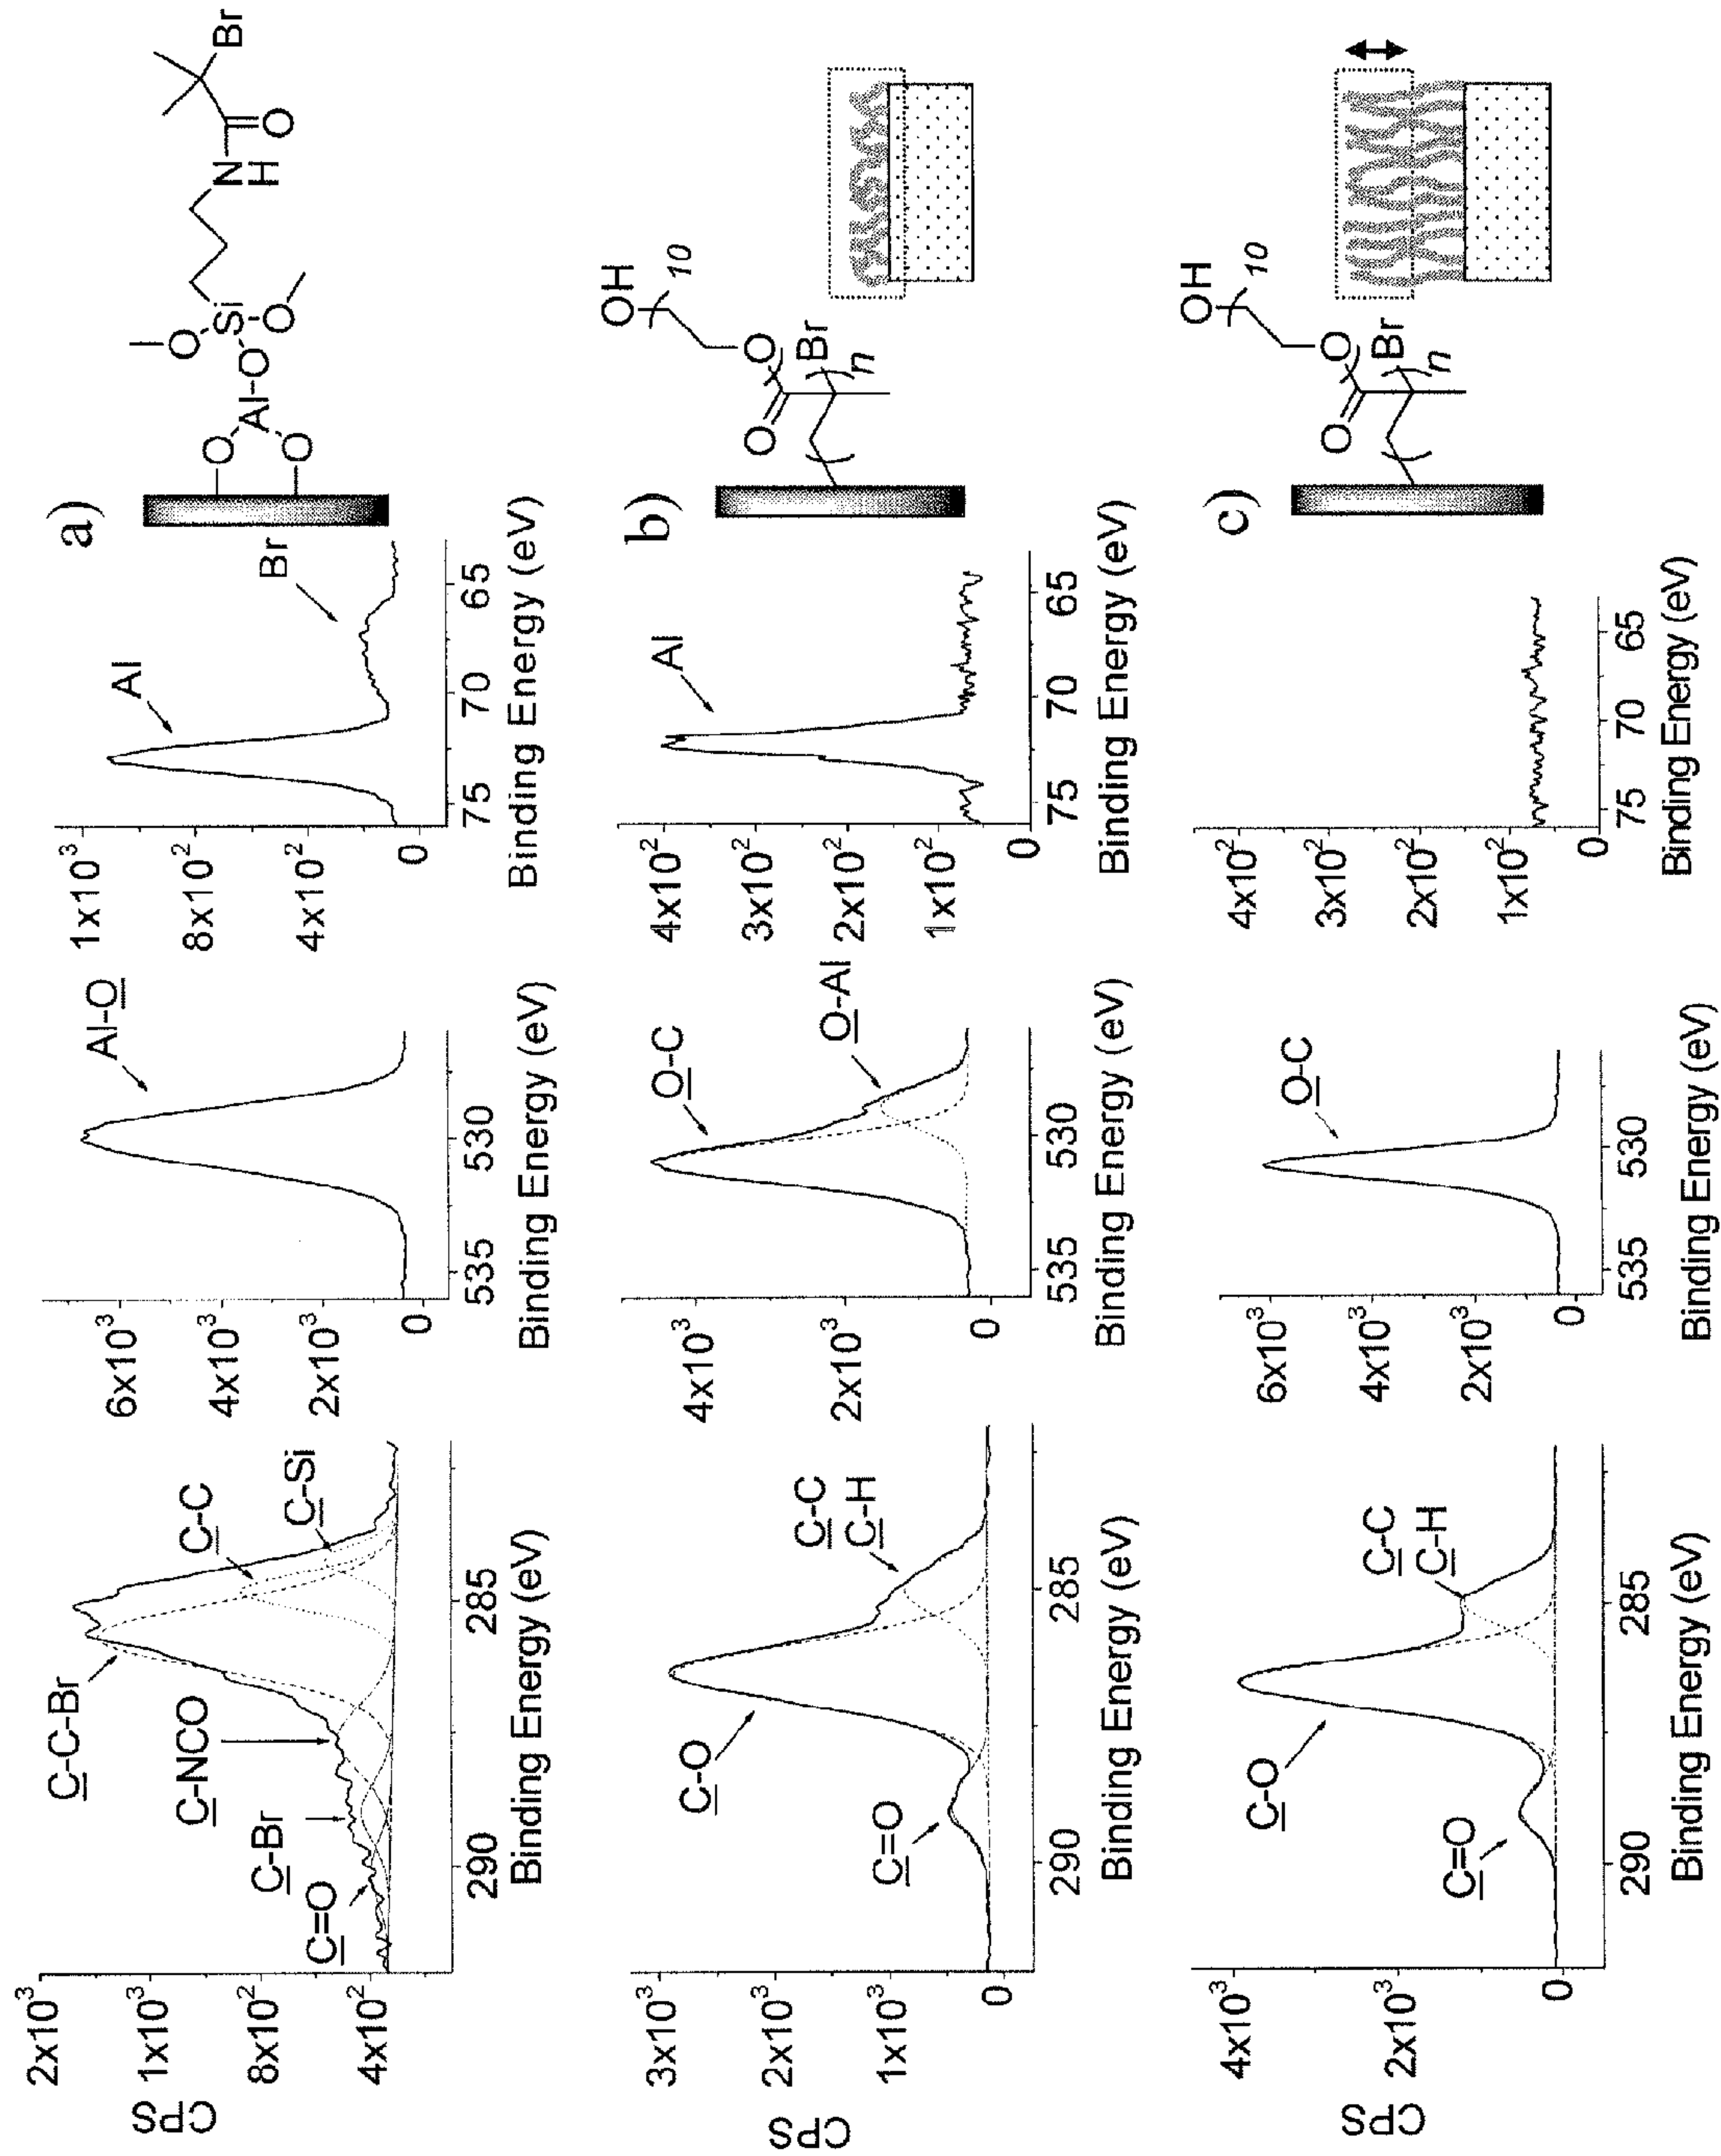 a)
CPS
2x10³
1x10³
8x10²
4x10²
C-C-Br
C-NCO
C-Br
C=O
C-C
C-Si
290
285
Binding Energy (eV)
6x10³
4x10³
2x10³
0
Al-O
535
530
Binding Energy (eV)
1x10³
8x10²
4x10²
0
Al
Br
75
70
65
Binding Energy (eV)
O
O
Al-O
O
Si
O
N
H
O
Br
b)
CPS
3x10³
2x10³
1x10³
0
C-O
C=O
C-C
C-H
290
285
Binding Energy (eV)
4x10³
2x10³
0
O-C
O-Al
535
530
Binding Energy (eV)
4x10²
3x10²
2x10²
1x10²
0
Al
75
70
65
Binding Energy (eV)
OH
10
O
O
Br
n
c)
CPS
4x10³
2x10³
0
C-O
C=O
C-C
C-H
290
285
Binding Energy (eV)
6x10³
4x10³
2x10³
0
O-C
535
530
Binding Energy (eV)
4x10²
3x10²
2x10²
1x10²
0
75
70
65
Binding Energy (eV)
OH
10
O
O
Br
n